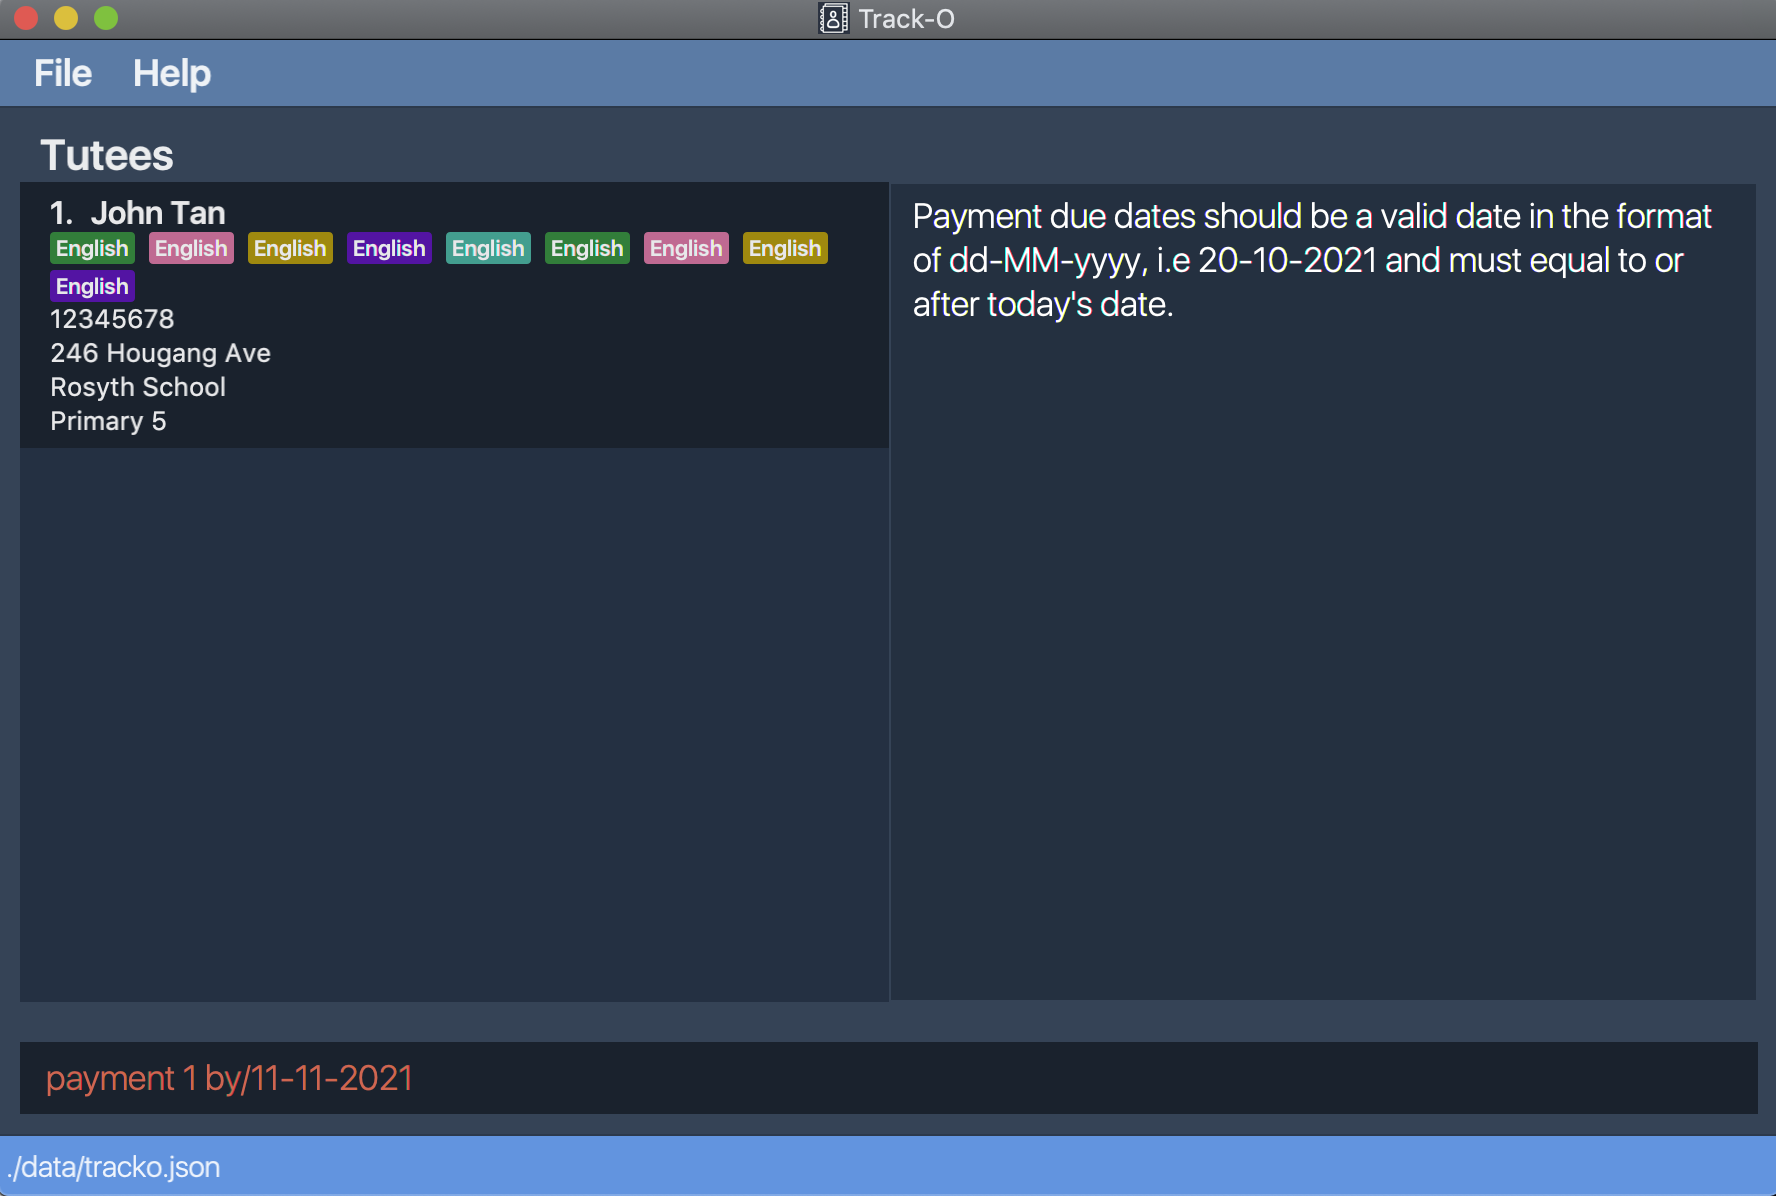 Track-O
File Help
Tutees
1. John Tan
English English English English English English English English
English
12345678
246 Hougang Ave
Rosyth School
Primary 5
Payment due dates should be a valid date in the format
of dd-MM-yyyy, i.e 20-10-2021 and must equal to or
after today's date.
payment 1 by/11-11-2021
./data/tracko.json